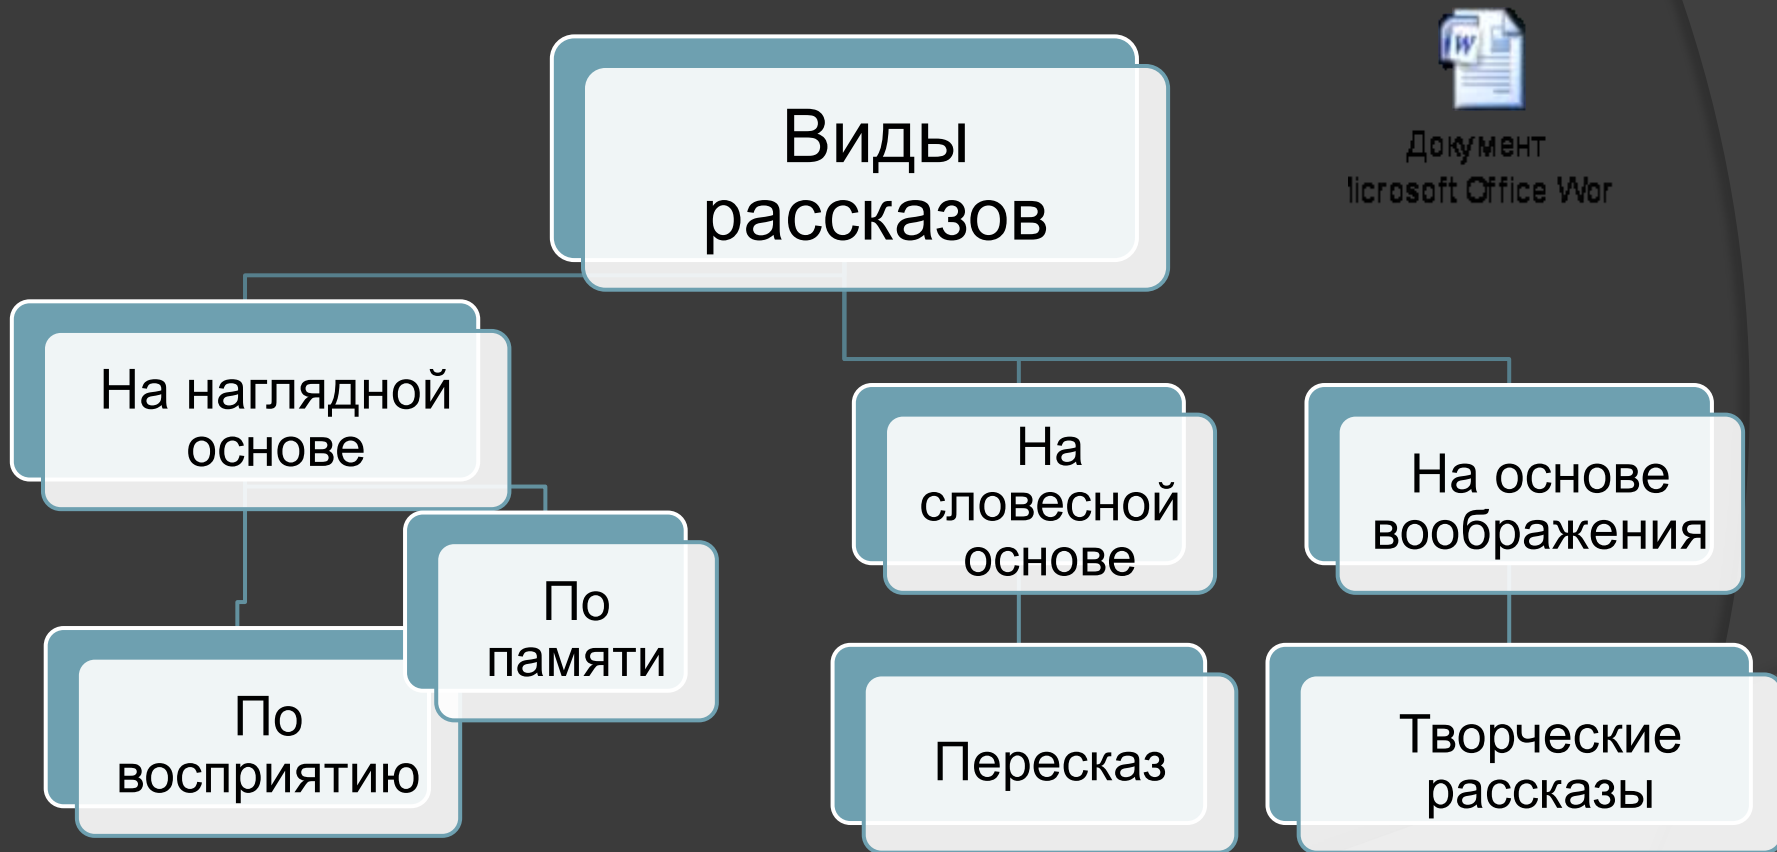 Виды
рассказов
Документ
licrosoft Office Wor
На наглядной
основе
На
словесной
основе
На основе
воображения
По
памяти
По
восприятию
Пересказ
Творческие
рассказы